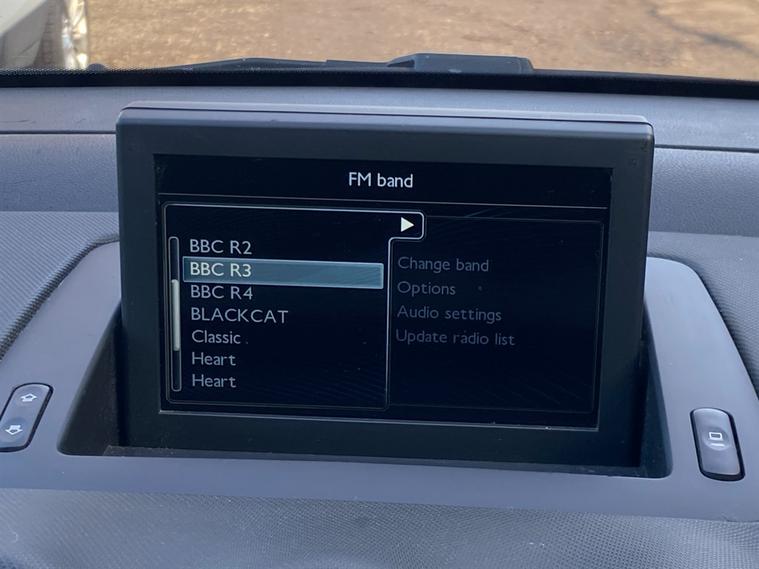 FM band
BBC R2
BBC R3
BBC R4
BLACKCAT
Classic
Heart
Heart
Change band
Options
Audio settings
Update radio list